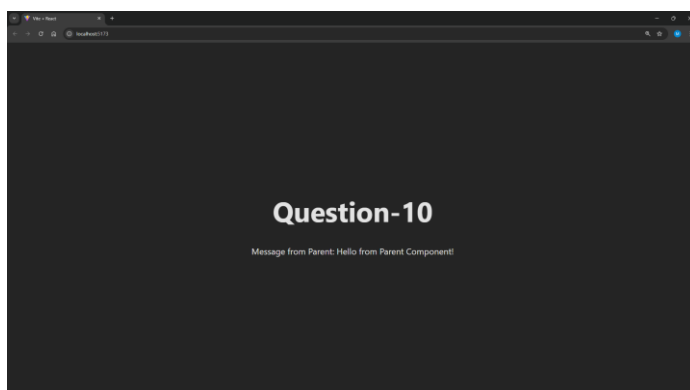 Vite + React
localhost:5173
Question-10
Message from Parent: Hello from Parent Component!